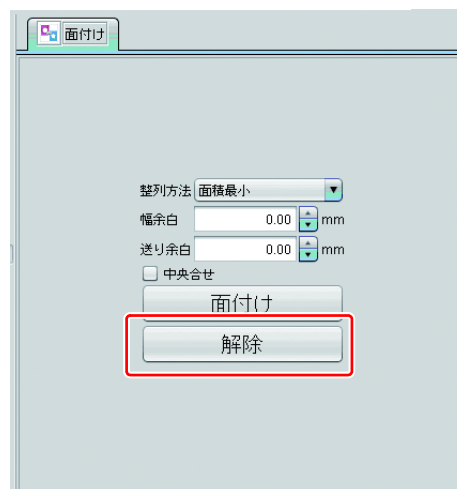 面付け
整列方法 面積最小
幅余白 0.00 mm
送り余白 0.00 mm
中央合せ
面付け
解除